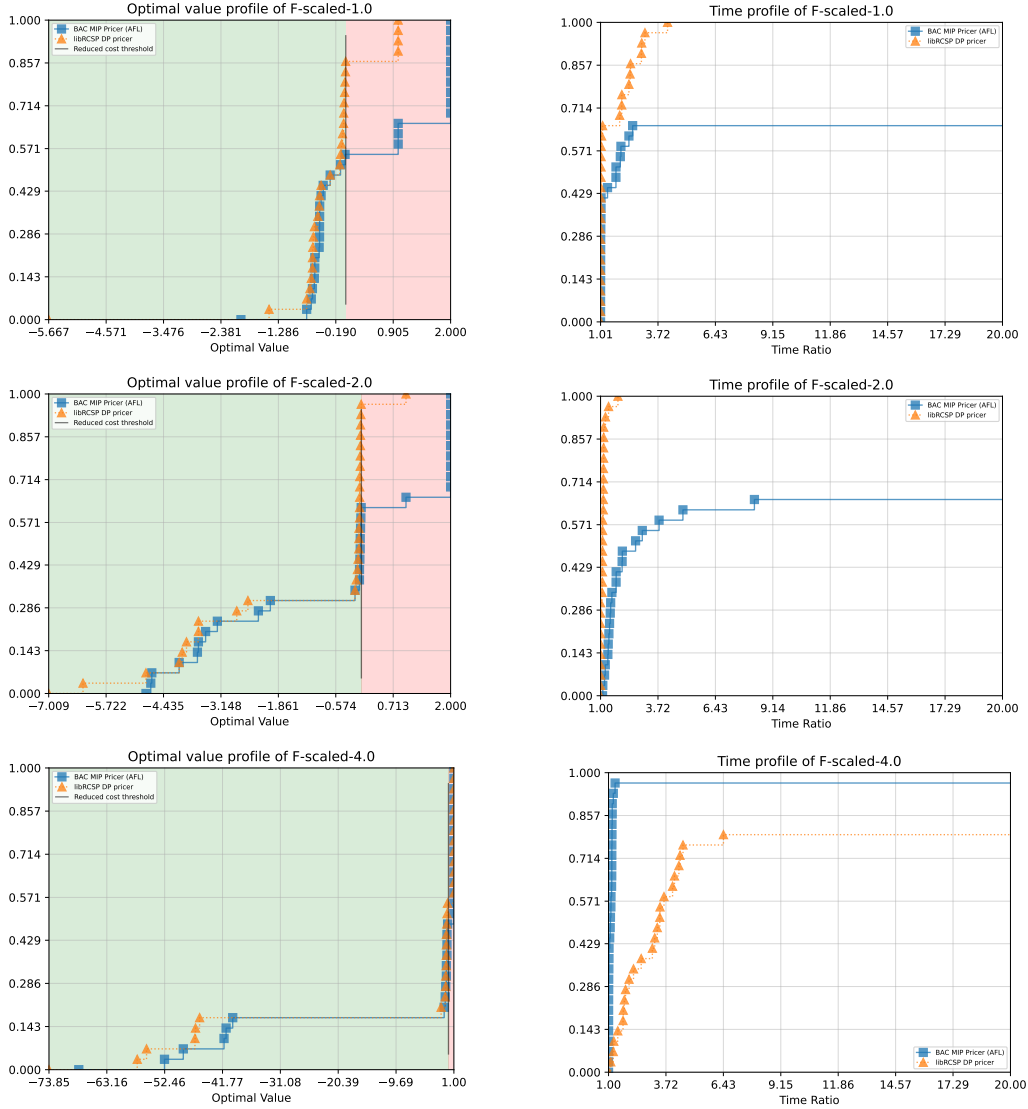 Optimal value profile of F-scaled-1.0
BAC MIP Pricer (AFL)
libRCSP DP pricer
Reduced cost threshold
1.000
0.857
0.714
0.571
0.429
0.286
0.143
0.000
−5.667 −4.571 −3.476 −2.381 −1.286 −0.190 0.905 2.000
Optimal Value
Time profile of F-scaled-1.0
BAC MIP Pricer (AFL)
libRCSP DP pricer
1.000
0.857
0.714
0.571
0.429
0.286
0.143
0.000
1.01 3.72 6.43 9.15 11.86 14.57 17.29 20.00
Time Ratio
Optimal value profile of F-scaled-2.0
BAC MIP Pricer (AFL)
libRCSP DP pricer
Reduced cost threshold
1.000
0.857
0.714
0.571
0.429
0.286
0.143
0.000
−7.009 −5.722 −4.435 −3.148 −1.861 −0.574 0.713 2.000
Optimal Value
Time profile of F-scaled-2.0
BAC MIP Pricer (AFL)
libRCSP DP pricer
1.000
0.857
0.714
0.571
0.429
0.286
0.143
0.000
1.00 3.72 6.43 9.15 11.86 14.57 17.29 20.00
Time Ratio
Optimal value profile of F-scaled-4.0
BAC MIP Pricer (AFL)
libRCSP DP pricer
Reduced cost threshold
1.000
0.857
0.714
0.571
0.429
0.286
0.143
0.000
−73.85 −63.16 −52.46 −41.77 −31.08 −20.39 −9.69 1.00
Optimal Value
Time profile of F-scaled-4.0
1.000
0.857
0.714
0.571
0.429
0.286
0.143
0.000
BAC MIP Pricer (AFL)
libRCSP DP pricer
1.00 3.72 6.43 9.15 11.86 14.57 17.29 20.00
Time Ratio